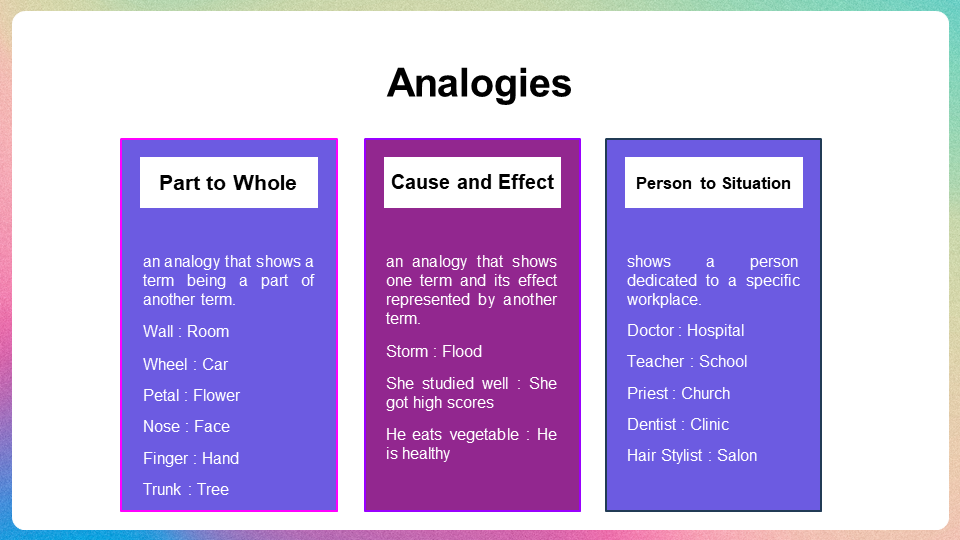 Analogies
Part to Whole
an analogy that shows a
term being a part of
another term.
Wall : Room
Wheel : Car
Petal : Flower
Nose : Face
Finger : Hand
Trunk : Tree
Cause and Effect
an analogy that shows
one term and its effect
represented by another
term.
Storm : Flood
She studied well : She
got high scores
He eats vegetable : He
is healthy
Person to Situation
shows a person
dedicated to a specific
workplace.
Doctor : Hospital
Teacher : School
Priest : Church
Dentist : Clinic
Hair Stylist : Salon